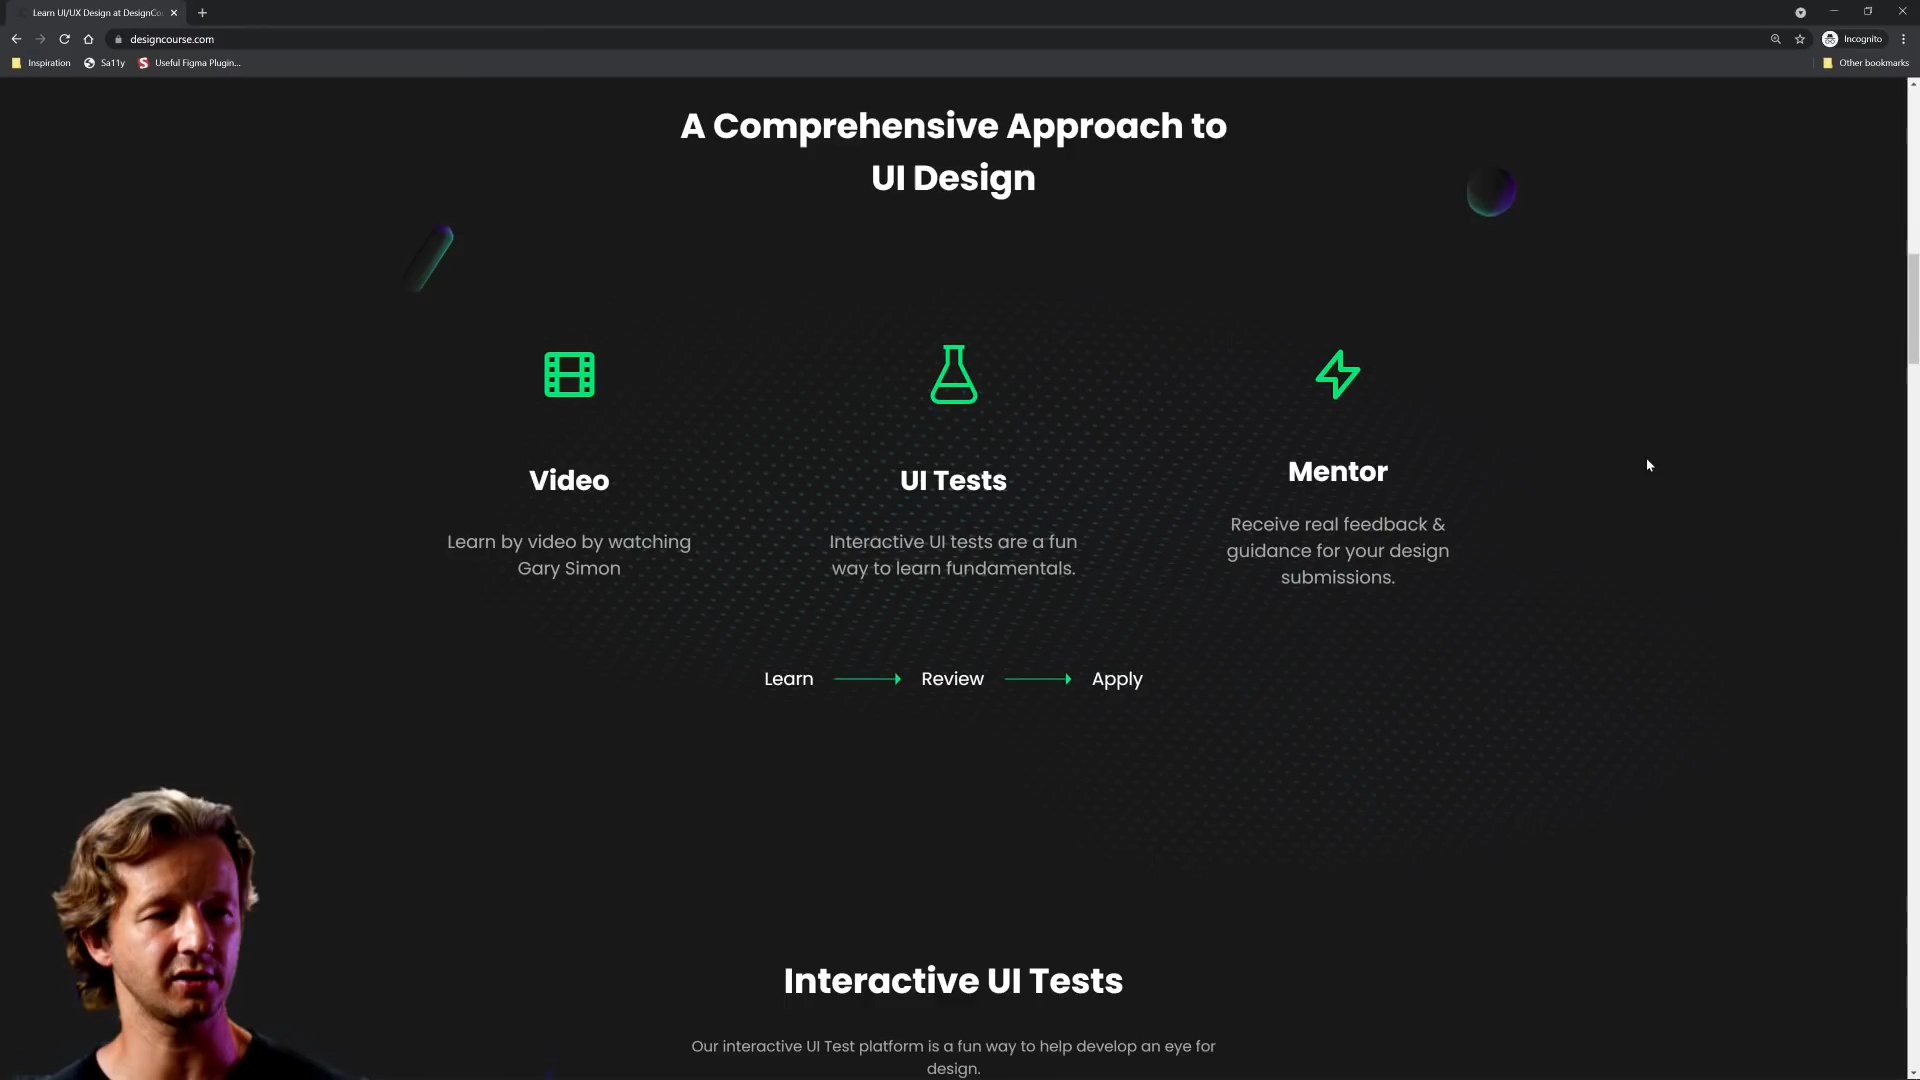 Learn UI/UX Design at DesignCo
designcourse.com
Incognito
Inspiration
Sa11y
Useful Figma Plugin...
Other bookmarks
A Comprehensive Approach to
UI Design
Video
Learn by video by watching
Gary Simon
UI Tests
Interactive UI tests are a fun
way to learn fundamentals.
Mentor
Receive real feedback &
guidance for your design
submissions.
Learn
Review
Apply
Interactive UI Tests
Our interactive UI Test platform is a fun way to help develop an eye for
design.